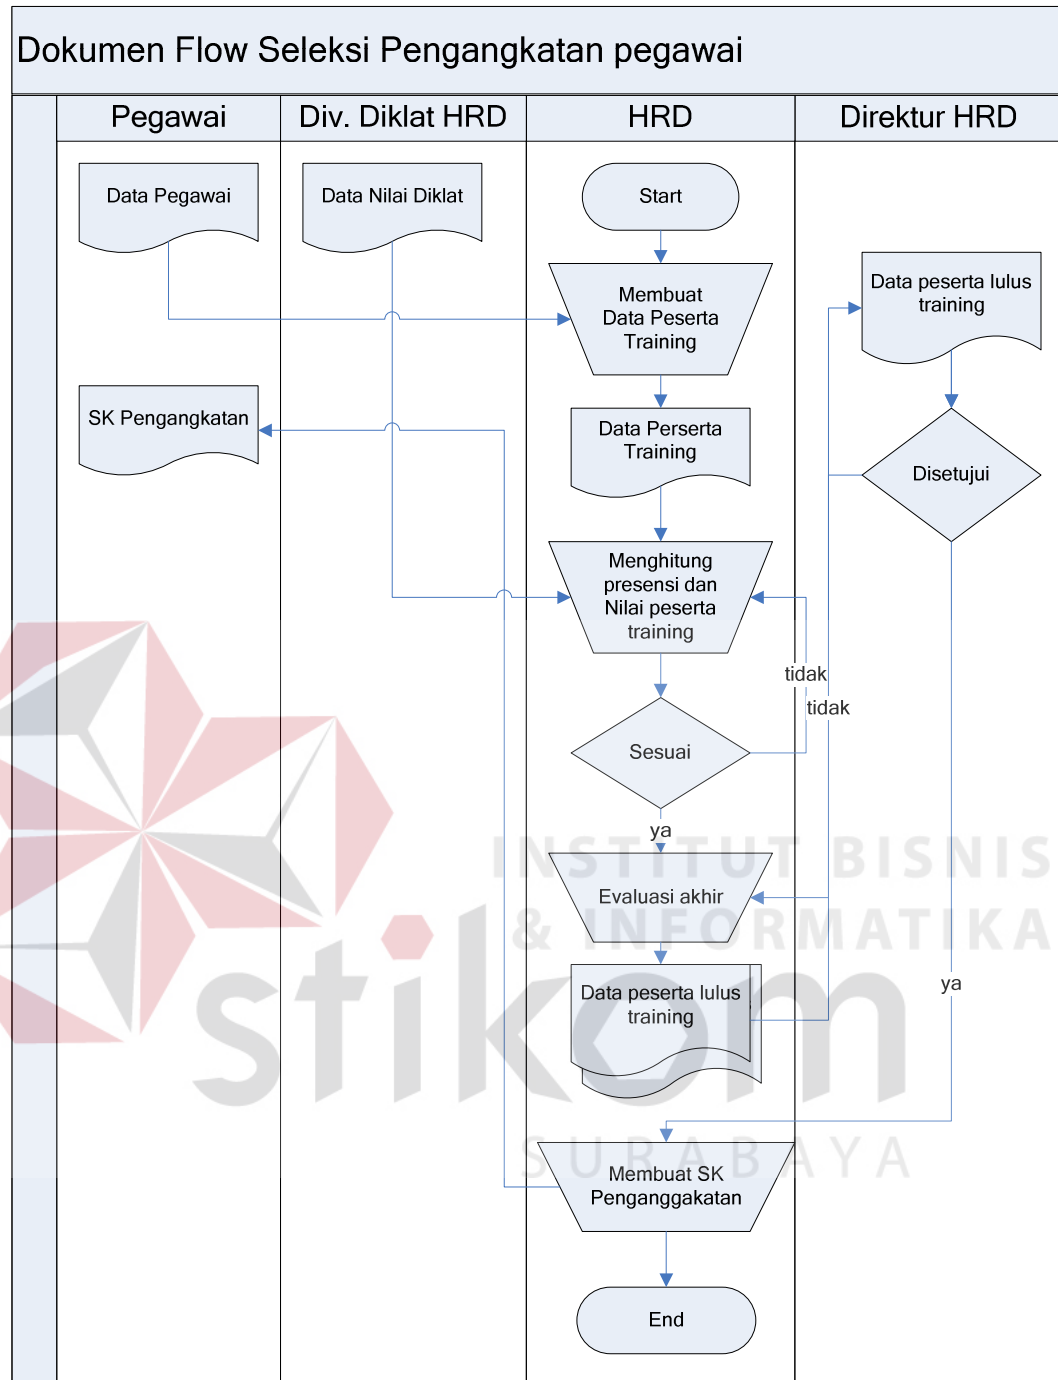 Dokumen Flow Seleksi Pengangkatan pegawai
Pegawai
Div. Diklat HRD
HRD
Direktur HRD
Data Pegawai
Data Nilai Diklat
Start
Membuat
Data Peserta
Training
Data peserta lulus
training
SK Pengangkatan
Data Perserta
Training
Disetujui
Menghitung
presensi dan
Nilai peserta
training
tidak
tidak
Sesuai
ya
INSTITUT BISNIS
& INFORMATIKA
Evaluasi akhir
stikom
Data peserta lulus
training
ya
SURABAYA
Membuat SK
Penganggakatan
End